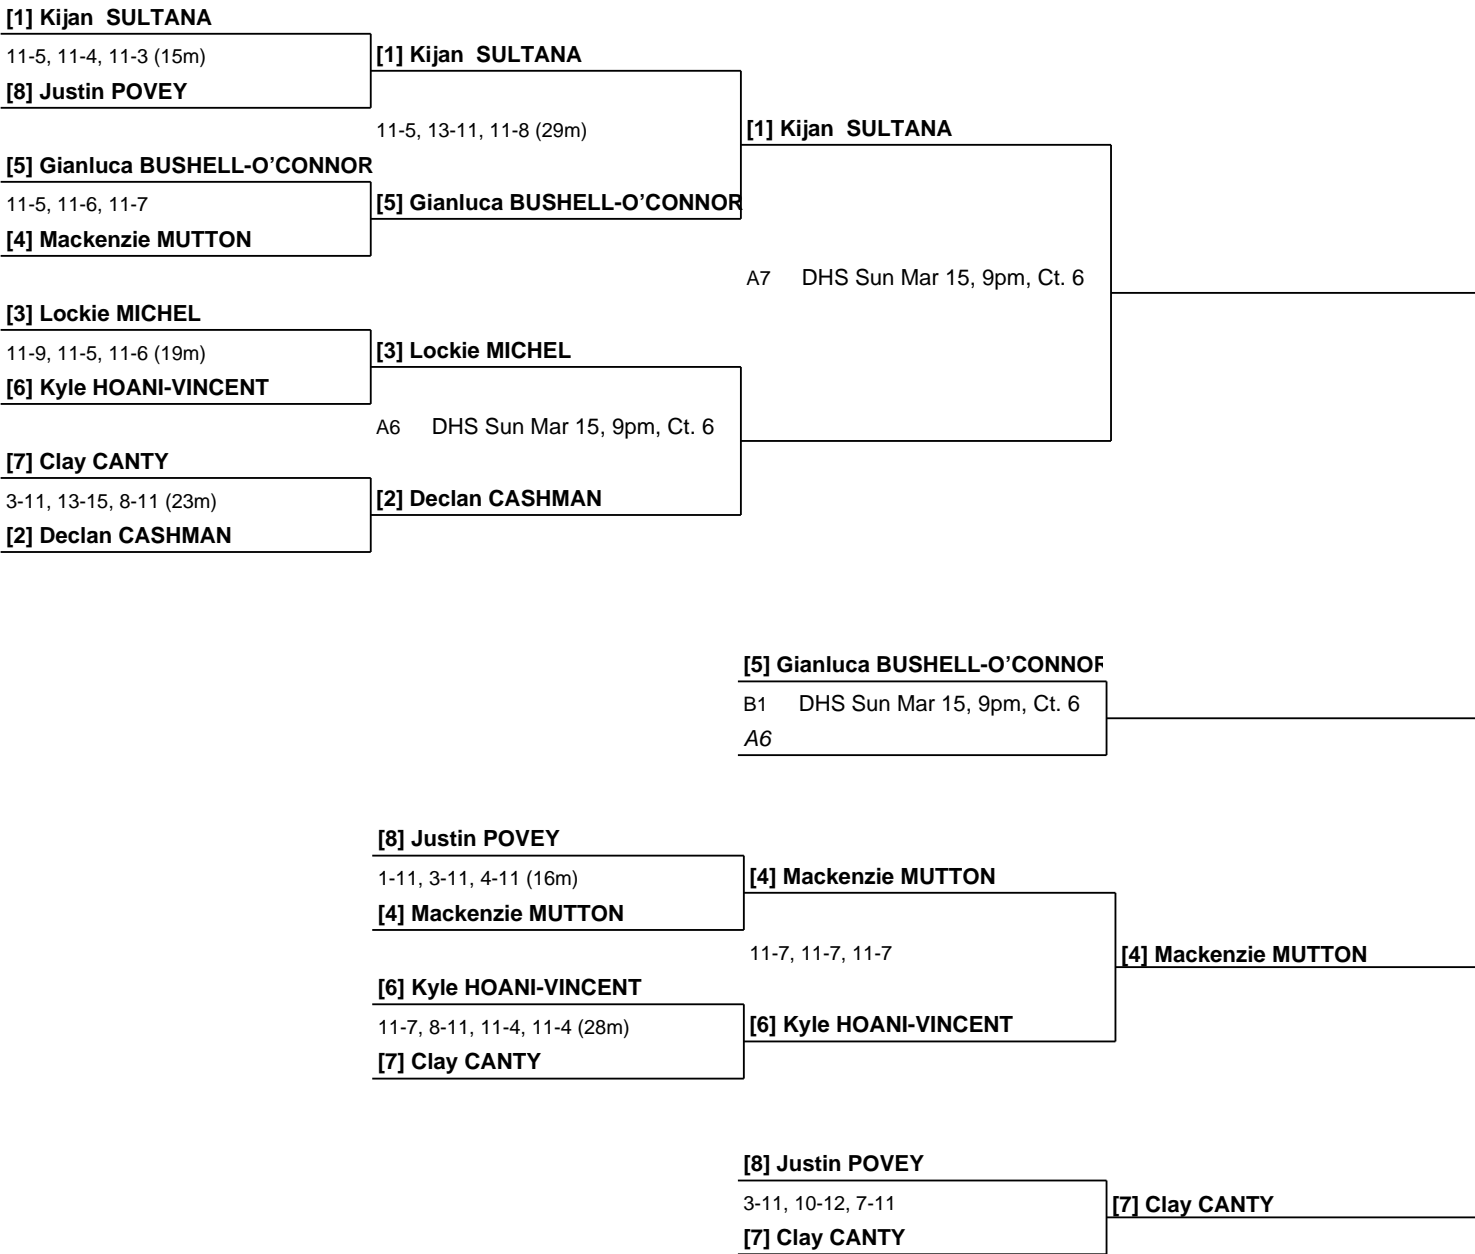 [1] Kijan  SULTANA
11-5, 11-4, 11-3 (15m)
[8] Justin POVEY
[1] Kijan  SULTANA
11-5, 13-11, 11-8 (29m)
[1] Kijan  SULTANA
[5] Gianluca BUSHELL-O'CONNOR
11-5, 11-6, 11-7
[4] Mackenzie MUTTON
[5] Gianluca BUSHELL-O'CONNOR
A7 DHS Sun Mar 15, 9pm, Ct. 6
[3] Lockie MICHEL
11-9, 11-5, 11-6 (19m)
[6] Kyle HOANI-VINCENT
[3] Lockie MICHEL
A6 DHS Sun Mar 15, 9pm, Ct. 6
[7] Clay CANTY
3-11, 13-15, 8-11 (23m)
[2] Declan CASHMAN
[2] Declan CASHMAN
[5] Gianluca BUSHELL-O'CONNOR
B1 DHS Sun Mar 15, 9pm, Ct. 6
A6
[8] Justin POVEY
1-11, 3-11, 4-11 (16m)
[4] Mackenzie MUTTON
[4] Mackenzie MUTTON
11-7, 11-7, 11-7
[4] Mackenzie MUTTON
[6] Kyle HOANI-VINCENT
11-7, 8-11, 11-4, 11-4 (28m)
[7] Clay CANTY
[6] Kyle HOANI-VINCENT
[8] Justin POVEY
3-11, 10-12, 7-11
[7] Clay CANTY
[7] Clay CANTY